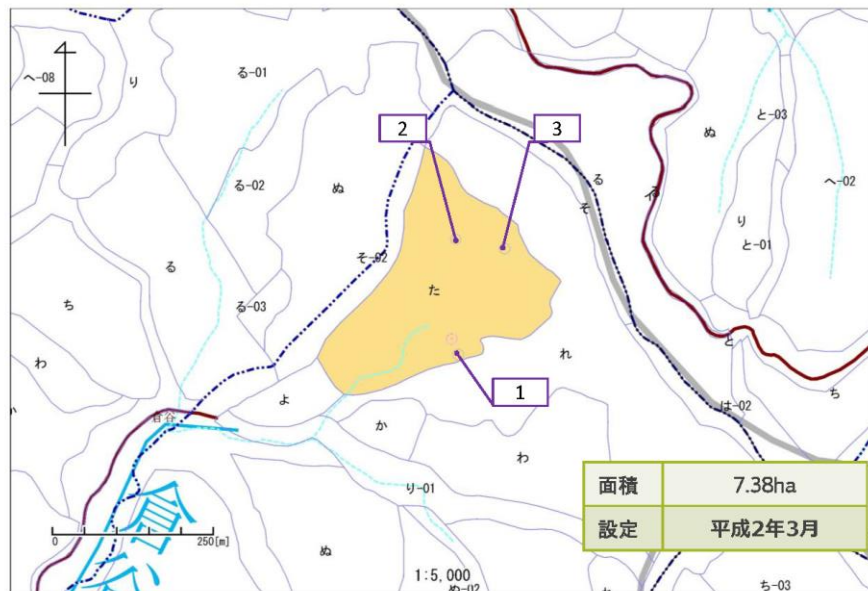 へ-08
り
る-01
と-03
ぬ
へ-02
2
3
る-02
ぬ
る
そ
イ
り
と-01
そ-02
る
た
ち
る-03
と
わ
れ
ち
1
よ
は-02
か
わ
り-01
面積 7.38ha
設定 平成2年3月
0 250[m]
ぬ
1:5,000
ぬ-02
ち-03